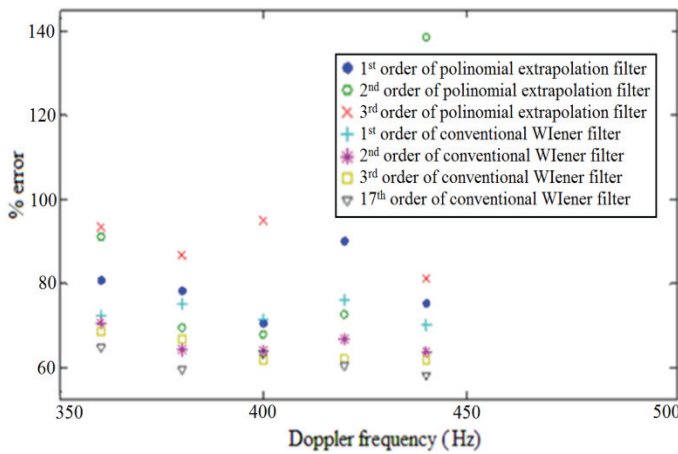 140
120
100
80
60
% error
1st order of polinomial extrapolation filter
2nd order of polinomial extrapolation filter
3rd order of polinomial extrapolation filter
1st order of conventional WIener filter
2nd order of conventional WIener filter
3rd order of conventional WIener filter
17th order of conventional WIener filter
350 400 450 500
Doppler frequency (Hz)